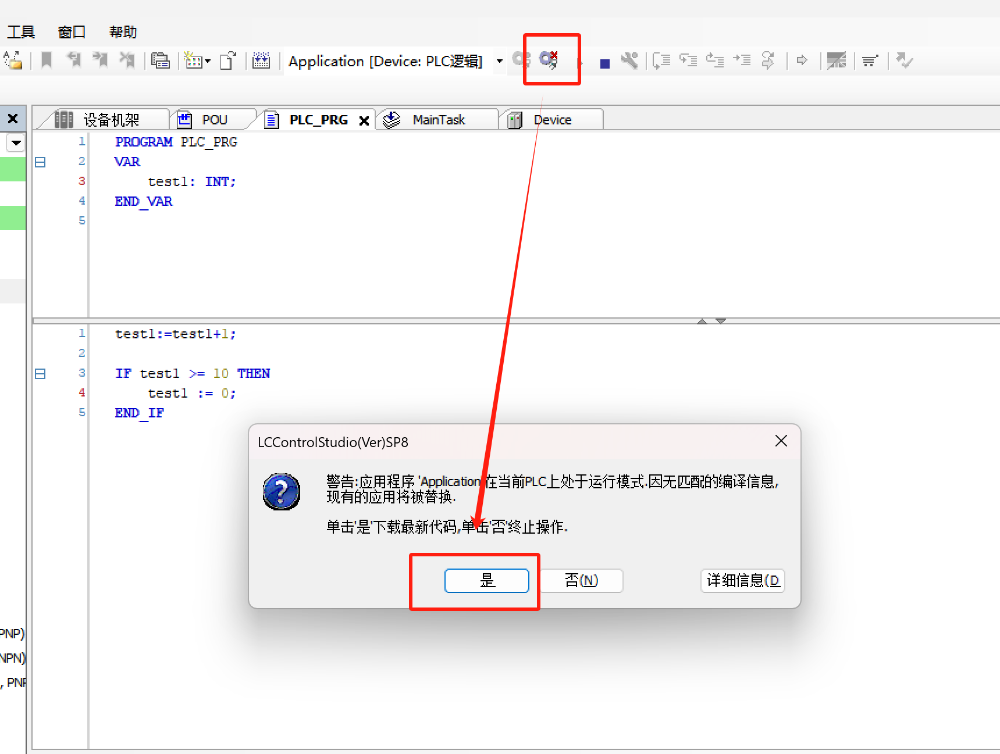 工具 窗口 帮助
Application [Device: PLC逻辑]
设备机架 POU PLC_PRG MainTask Device
1 PROGRAM PLC_PRG
2 VAR
3 test1: INT;
4 END_VAR
5
1 test1:=test1+1;
2
3 IF test1 >= 10 THEN
4 test1 := 0;
5 END_IF
LCControlStudio(Ver)SP8
警告:应用程序 'Application 在当前PLC上处于运行模式.因无匹配的编译信息,
现有的应用将被替换.
单击'是'下载最新代码,单击'否'终止操作.
是 否(N) 详细信息(D
PNP)
NPN)
, PNP